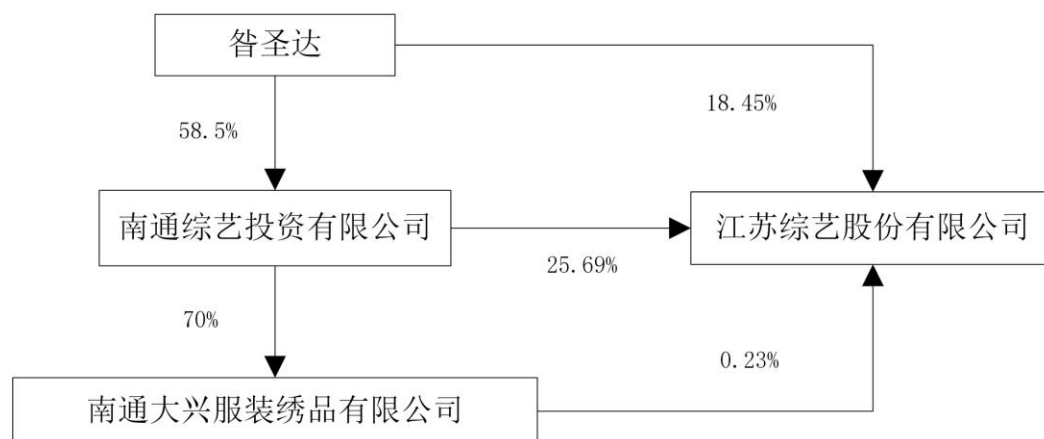 昝圣达
18.45%
58.5%
南通综艺投资有限公司
江苏综艺股份有限公司
25.69%
70%
0.23%
南通大兴服装绣品有限公司